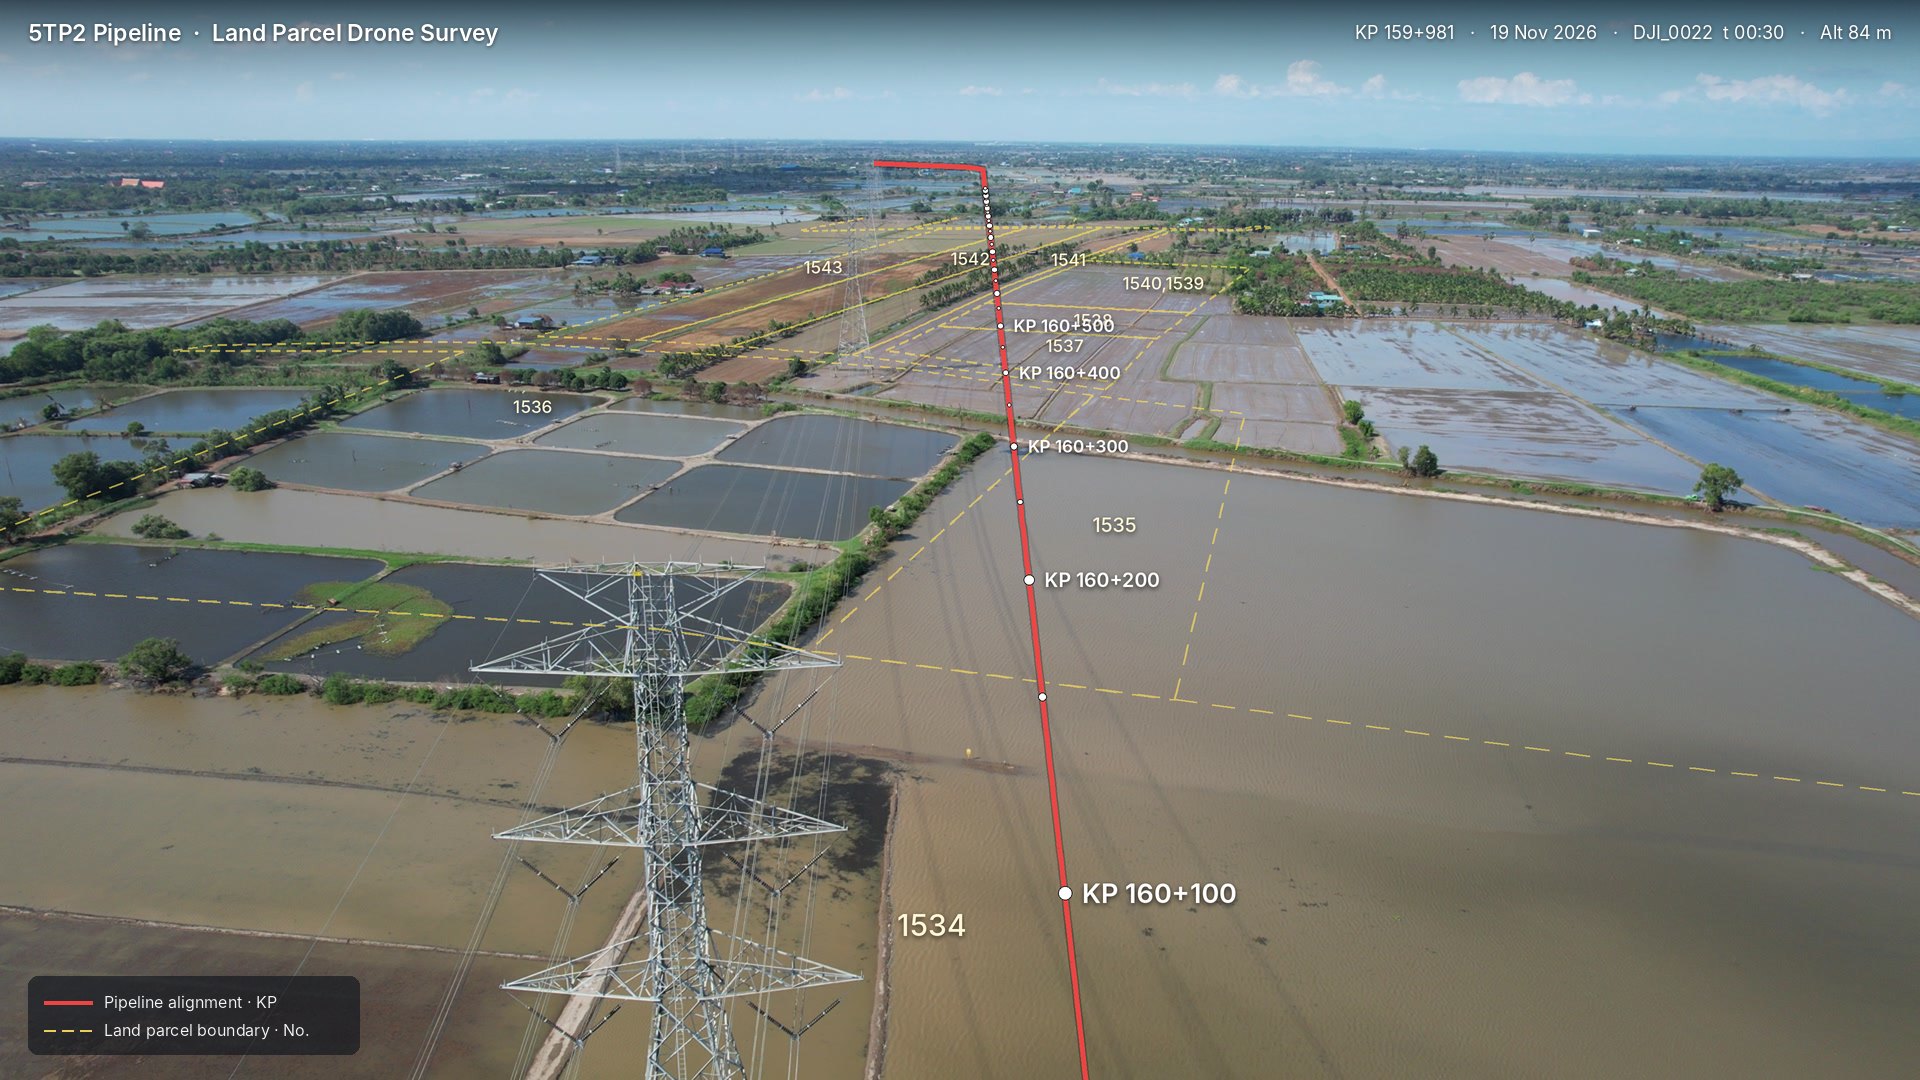 5TP2 Pipeline · Land Parcel Drone Survey
KP 159+981 · 19 Nov 2026 · DJI_0022 t 00:30 · Alt 84 m
1543
1542
1541
1540,1539
1538
KP 160+500
1537
KP 160+400
1536
KP 160+300
1535
KP 160+200
KP 160+100
1534
Pipeline alignment · KP
Land parcel boundary · No.